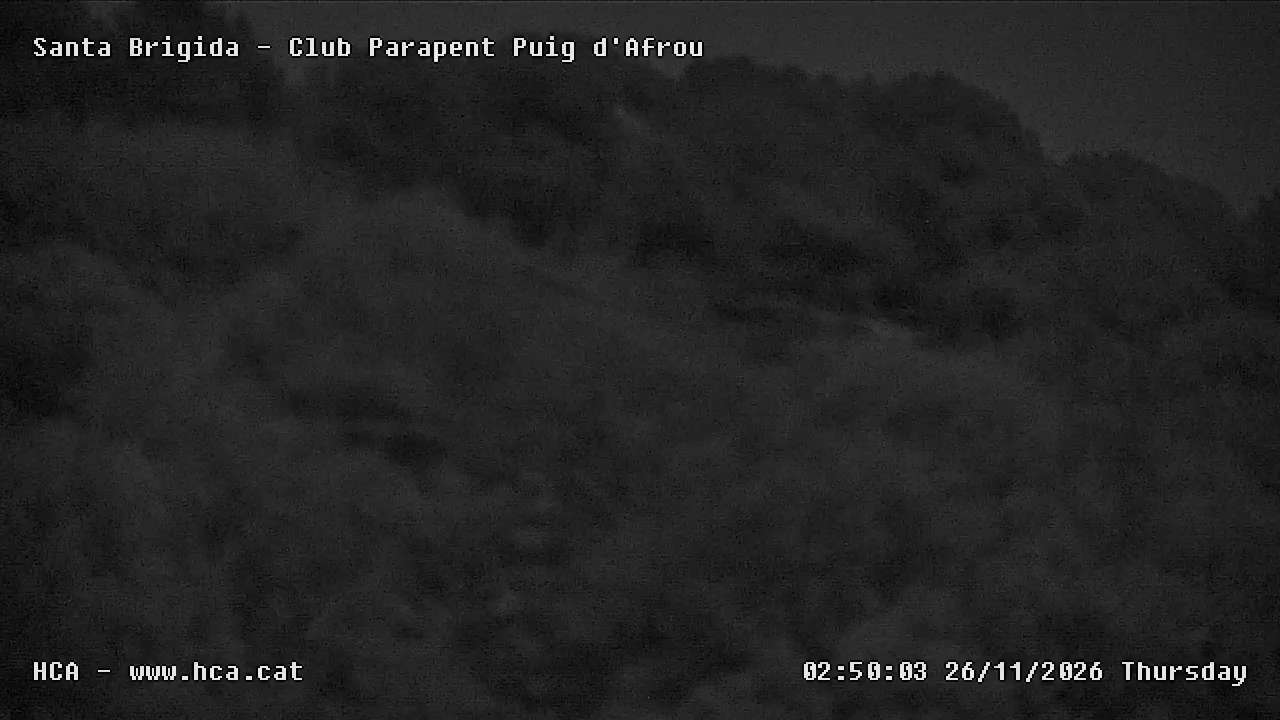 Santa Brigida - Club Parapent Puig d'Afrou
HCA - www.hca.cat
02:50:03 26/11/2026 Thursday